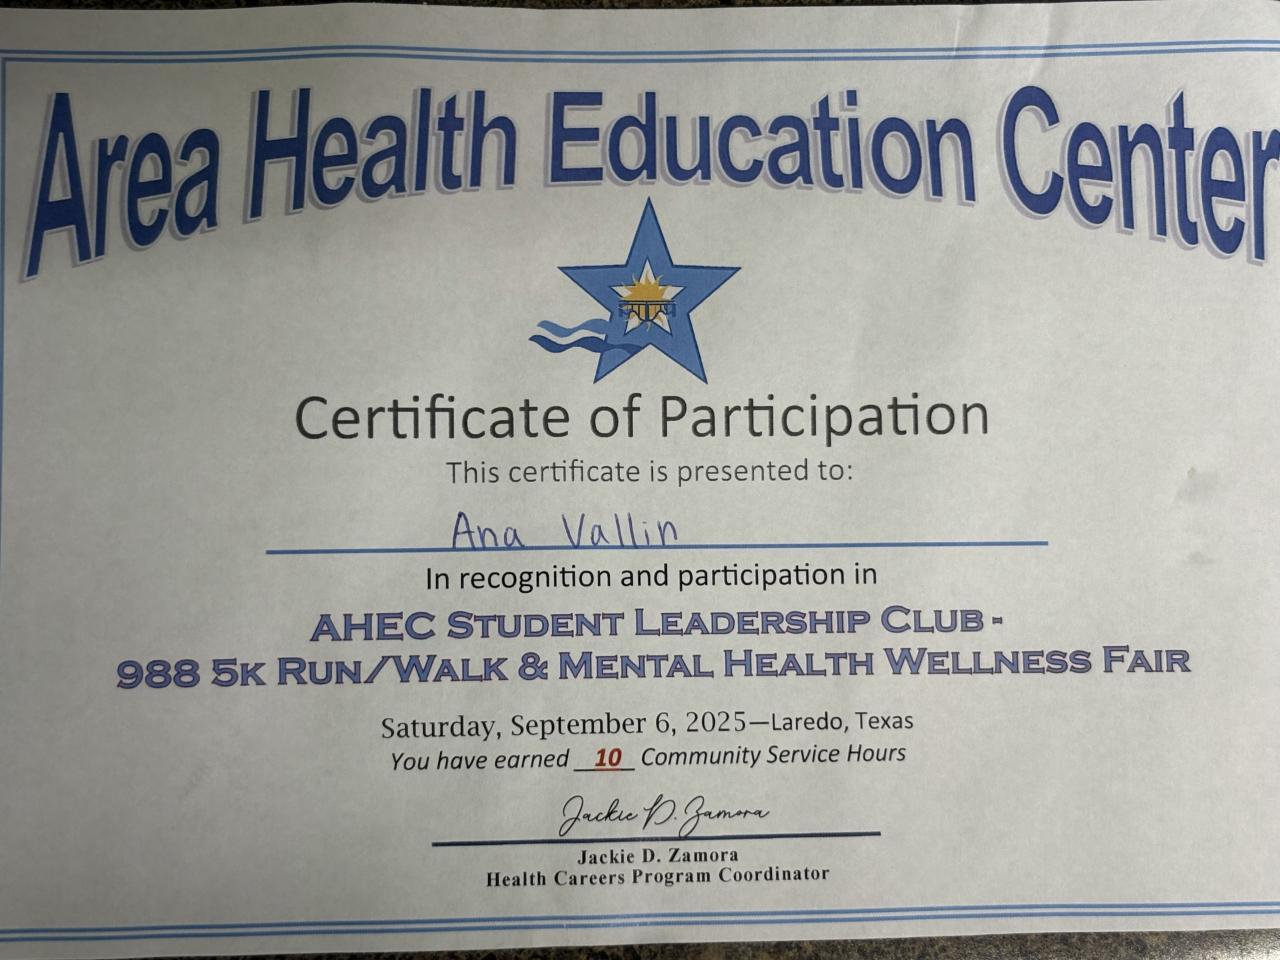 Area Health Education Center
Certificate of Participation
This certificate is presented to:
Ana Vallin
In recognition and participation in
AHEC STUDENT LEADERSHIP CLUB -
988 5K RUN/WALK & MENTAL HEALTH WELLNESS FAIR
Saturday, September 6, 2025—Laredo, Texas
You have earned __10_ Community Service Hours
Jackie D. Zamora
Jackie D. Zamora
Health Careers Program Coordinator